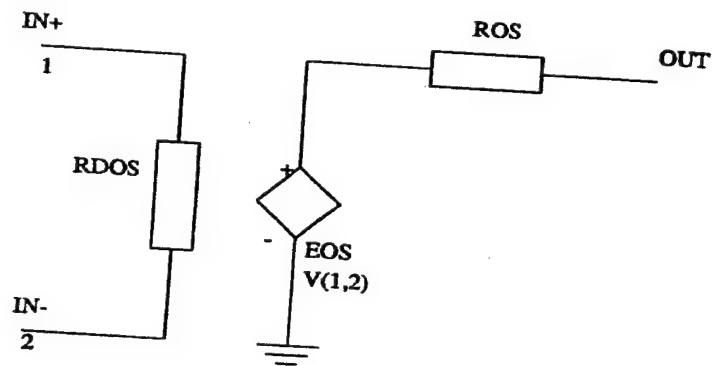 IN+
1
ROS
OUT
RDOS
+
-
EOS
V(1,2)
IN-
2